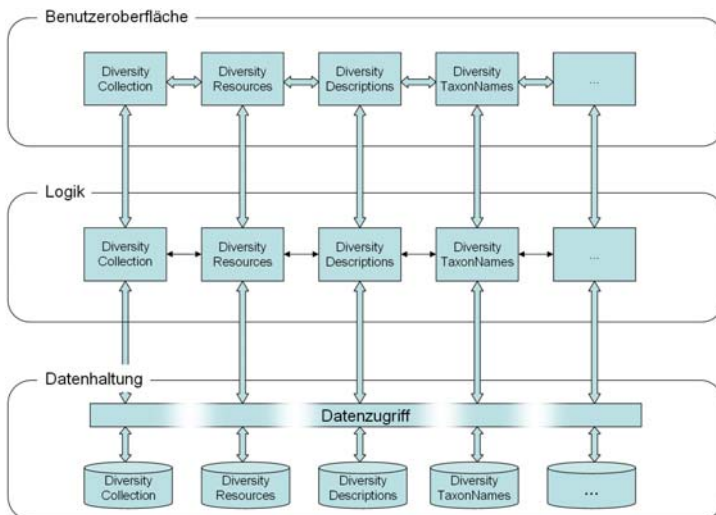 Benutzeroberfläche
Diversity
Collection
Diversity
Resources
Diversity
Descriptions
Diversity
TaxonNames
...
Logik
Diversity
Collection
Diversity
Resources
Diversity
Descriptions
Diversity
TaxonNames
...
Datenhaltung
Datenzugriff
Diversity
Collection
Diversity
Resources
Diversity
Descriptions
Diversity
TaxonNames
...